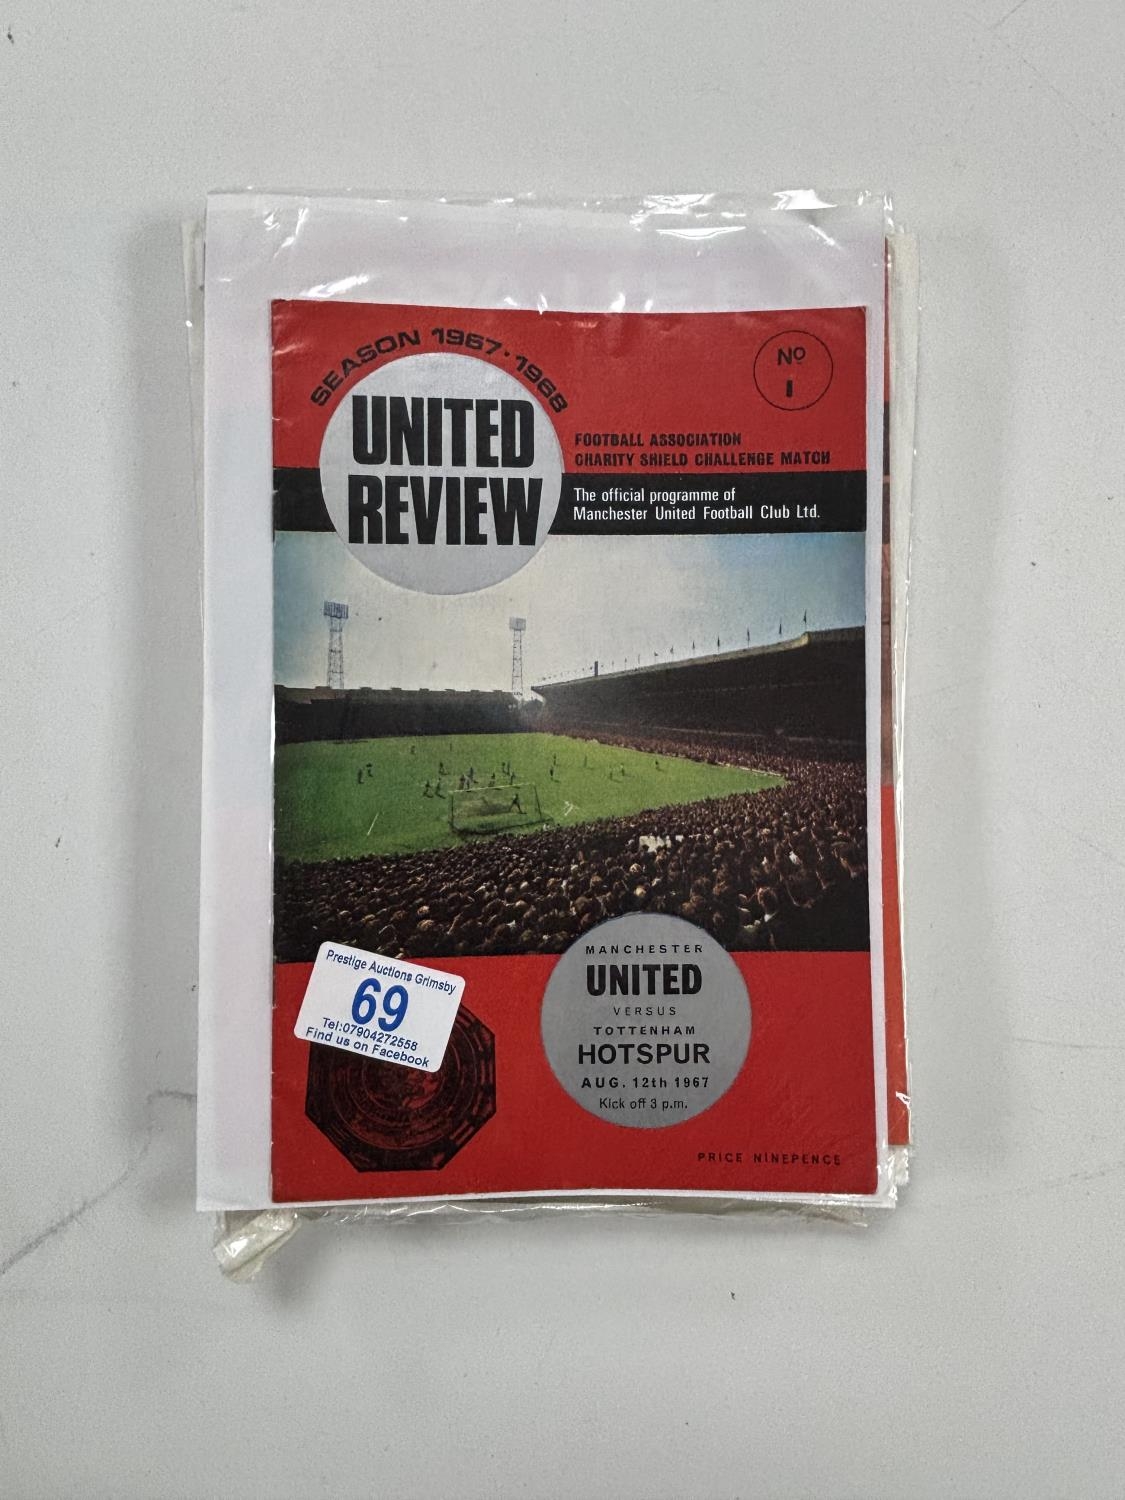 SEASON 1967·1968
UNITED
REVIEW
Nº
1
FOOTBALL ASSOCIATION
CHARITY SHIELD CHALLENGE MATCH
The official programme of
Manchester United Football Club Ltd.
MANCHESTER
UNITED
VERSUS
TOTTENHAM
HOTSPUR
AUG. 12th 1967
Kick off 3 p.m.
PRICE NINEPENCE
Prestige Auctions Grimsby
69
Tel:07904272558
Find us on Facebook